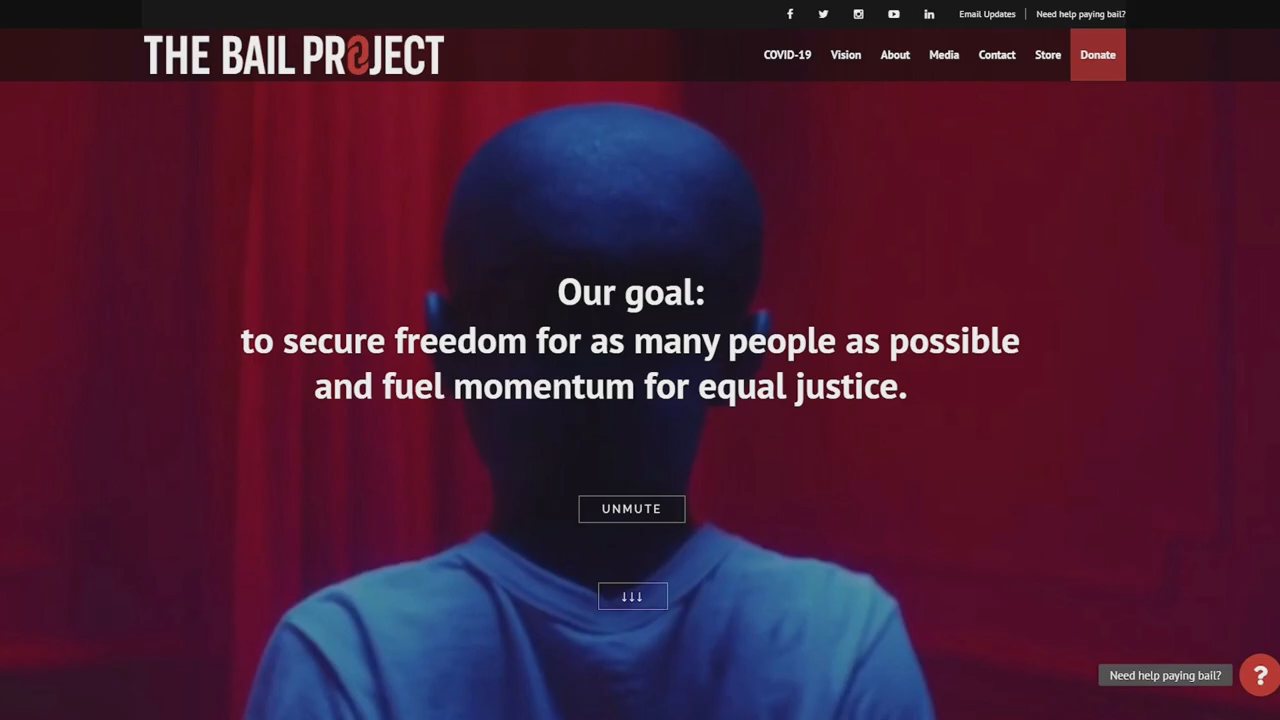 Email Updates
Need help paying bail?
THE BAIL PROJECT
COVID-19 Vision About Media Contact Store Donate
Our goal:
to secure freedom for as many people as possible
and fuel momentum for equal justice.
UNMUTE
↓↓↓
Need help paying bail?
?